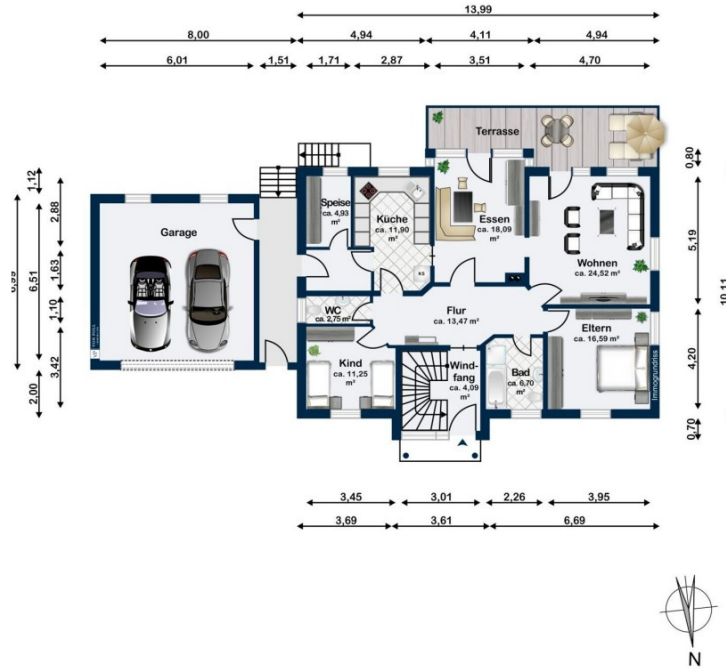 13,99
8,00 4,94 4,11 4,94
6,01 1,51 1,71 2,87 3,51 4,70
Terrasse
1,12
0,80
2,88
Speise
ca. 4,93
m²
Küche
ca. 11,90
m²
Essen
ca. 18,09
m²
5,19
Garage
6,51
1,63
Wohnen
ca. 24,52 m²
KS
10,11
1,10
WC
ca. 2,75 m²
Flur
ca. 13,47 m²
Eltern
ca. 16,59 m²
3,42
Kind
ca. 11,25
m²
Wind-
fang
ca. 4,09
m²
Bad
ca. 6,70
m²
4,20
Immogrundriss
2,00
0,70
3,45 3,01 2,26 3,95
3,69 3,61 6,69
N